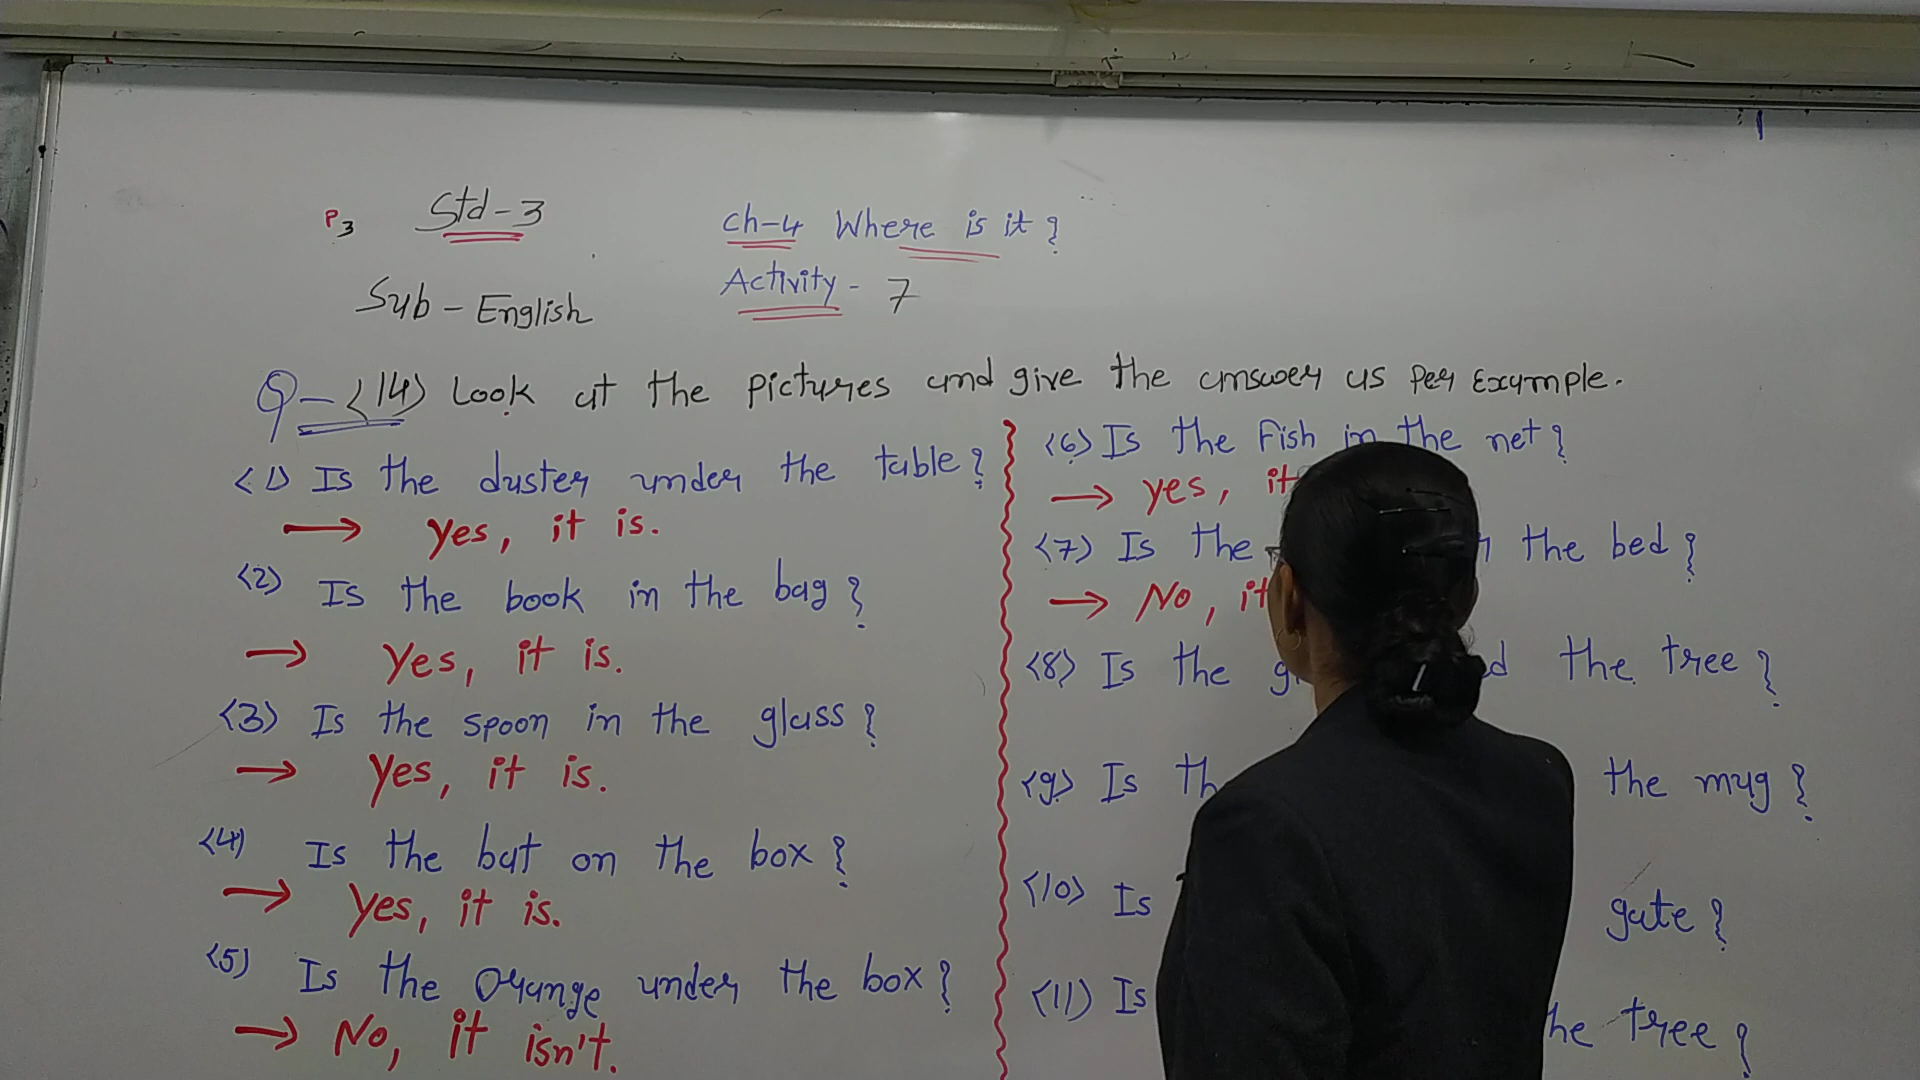 P3 Std-3
Sub - English
Ch-4 Where is it?
Activity - 7
Q-<14> Look at the pictures and give the answer as per Example.
<1> Is the duster under the table?
→ Yes, it is.
<2> Is the book in the bag?
→ Yes, it is.
<3> Is the spoon in the glass?
→ Yes, it is.
<4> Is the bat on the box?
→ Yes, it is.
<5> Is the orange under the box?
→ No, it isn't.
<6> Is the Fish in the net?
→ yes, it
<7> Is the the bed?
→ No, it
<8> Is the the tree?
<9> Is the mug?
<10> Is gate?
<11> Is tree?